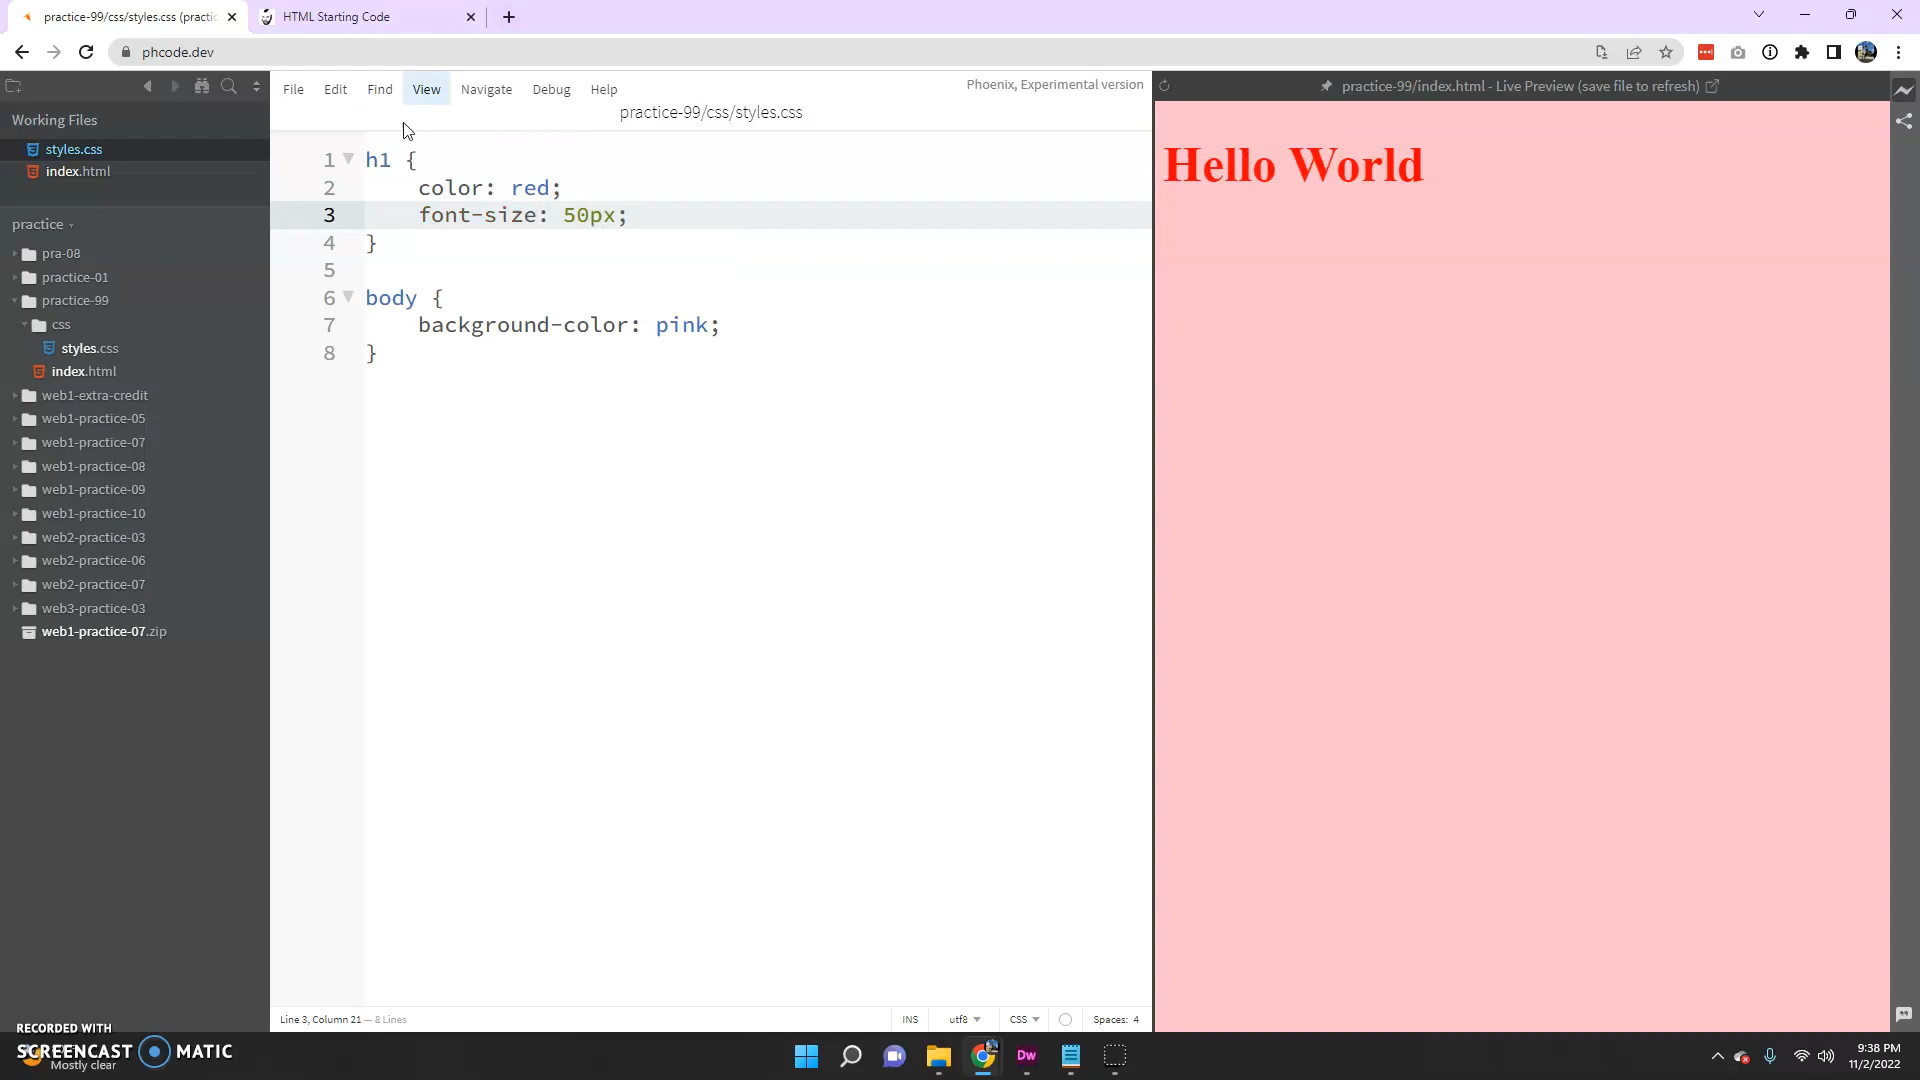 practice-99/css/styles.css (practic
HTML Starting Code
phcode.dev
File Edit Find View Navigate Debug Help
Phoenix, Experimental version
practice-99/css/styles.css
practice-99/index.html - Live Preview (save file to refresh)
Working Files
styles.css
index.html
practice
pra-08
practice-01
practice-99
css
styles.css
index.html
web1-extra-credit
web1-practice-05
web1-practice-07
web1-practice-08
web1-practice-09
web1-practice-10
web2-practice-03
web2-practice-06
web2-practice-07
web3-practice-03
web1-practice-07.zip
1 h1 {
2 color: red;
3 font-size: 50px;
4 }
5
6 body {
7 background-color: pink;
8 }
Hello World
Line 3, Column 21 — 8 Lines
INS utf8 CSS Spaces: 4
RECORDED WITH
SCREENCAST MATIC
Mostly clear
Dw
9:38 PM
11/2/2022